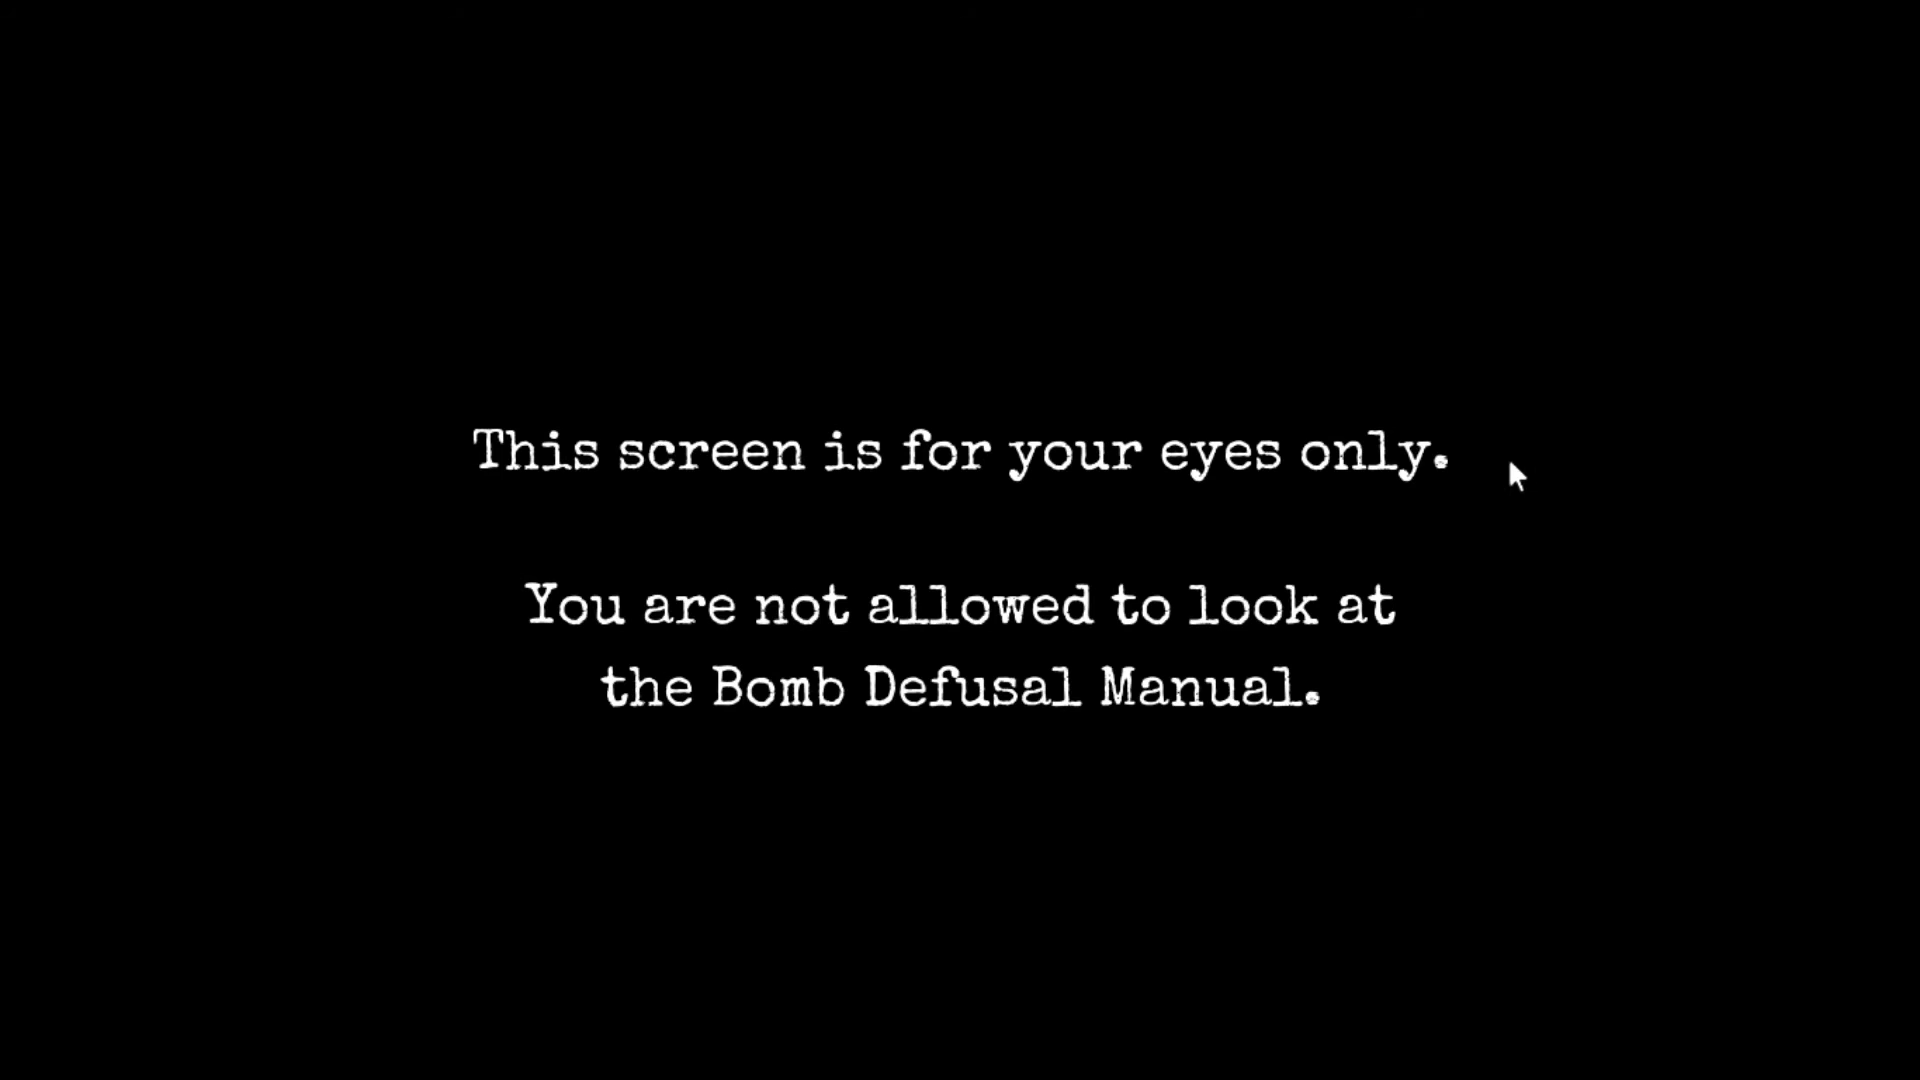 This screen is for your eyes only.
You are not allowed to look at
the Bomb Defusal Manual.